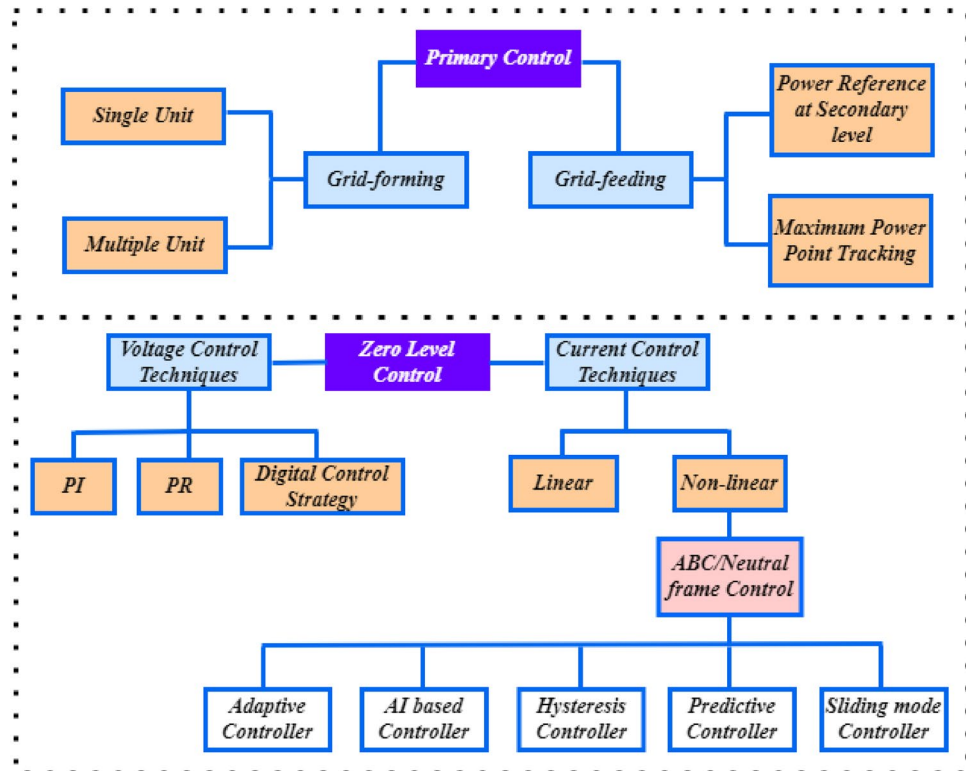 Primary Control
Single Unit
Multiple Unit
Grid-forming
Grid-feeding
Power Reference
at Secondary
level
Maximum Power
Point Tracking
Voltage Control
Techniques
Zero Level
Control
Current Control
Techniques
PI
PR
Digital Control
Strategy
Linear
Non-linear
ABC/Neutral
frame Control
Adaptive
Controller
AI based
Controller
Hysteresis
Controller
Predictive
Controller
Sliding mode
Controller